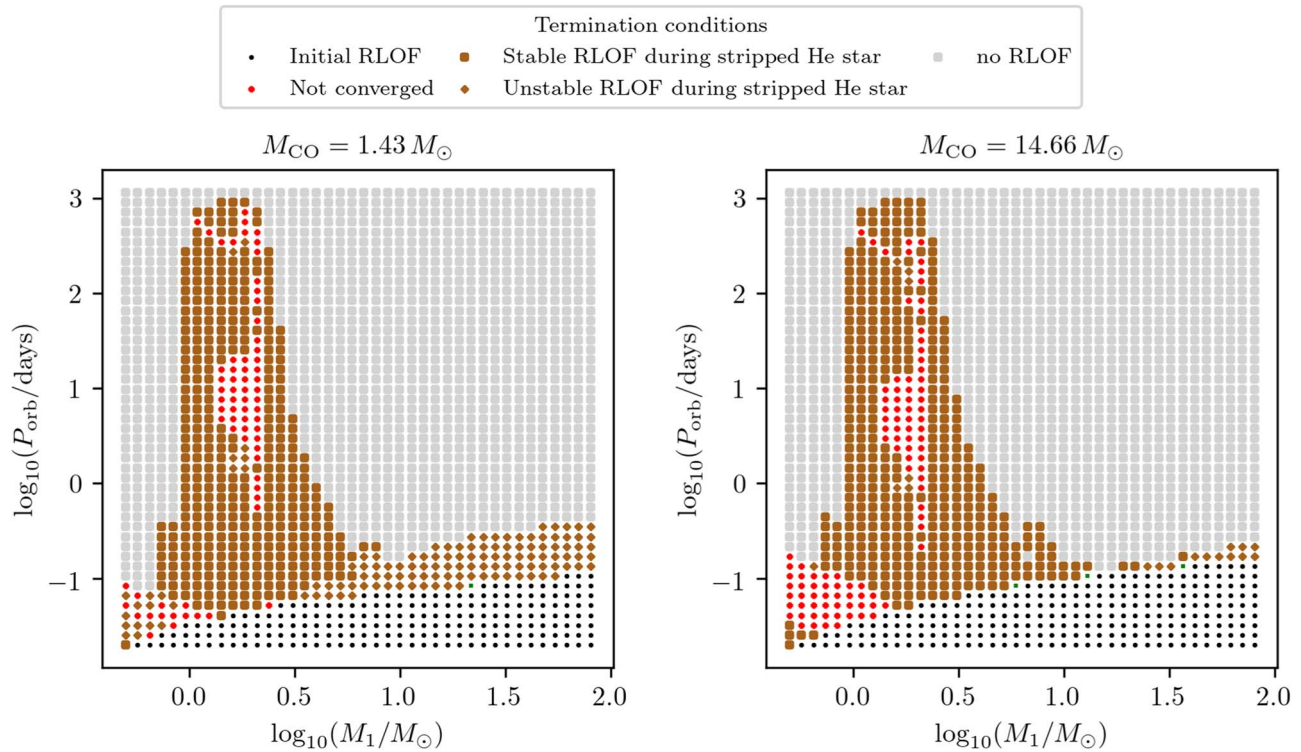 Termination conditions
Initial RLOF
Stable RLOF during stripped He star
no RLOF
Not converged
Unstable RLOF during stripped He star
M_CO = 1.43 M_⊙
M_CO = 14.66 M_⊙
3
2
1
0
−1
log₁₀(P_orb/days)
0.0 0.5 1.0 1.5 2.0
log₁₀(M₁/M_⊙)
3
2
1
0
−1
log₁₀(P_orb/days)
0.0 0.5 1.0 1.5 2.0
log₁₀(M₁/M_⊙)